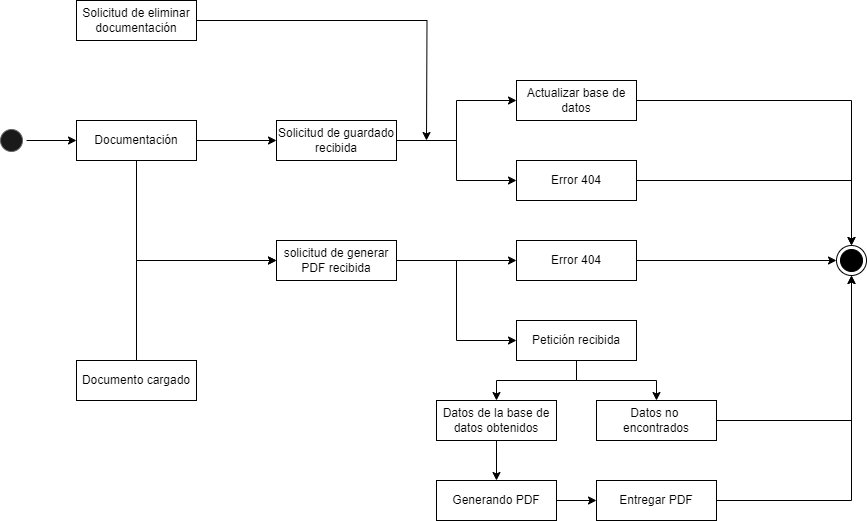 Solicitud de eliminar
documentación
Actualizar base de
datos
Documentación
Solicitud de guardado
recibida
Error 404
solicitud de generar
PDF recibida
Error 404
Petición recibida
Documento cargado
Datos de la base de
datos obtenidos
Datos no
encontrados
Generando PDF
Entregar PDF